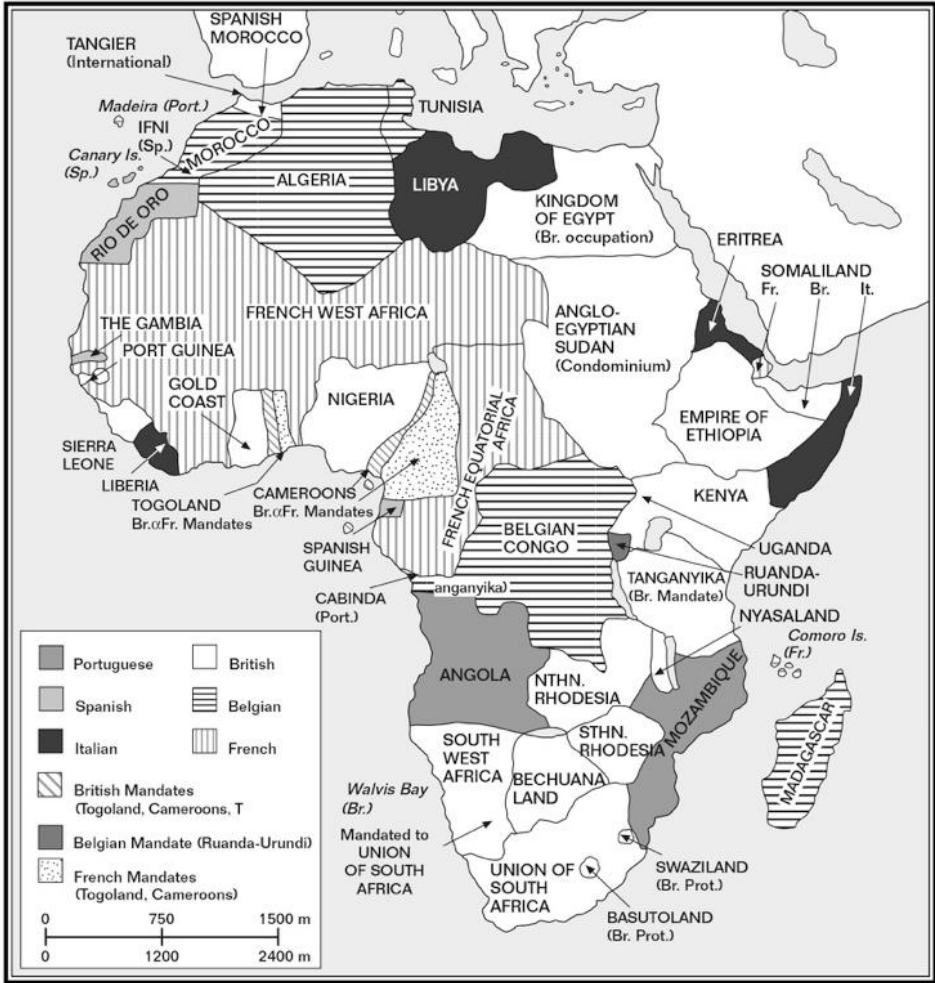 SPANISH
MOROCCO
TANGIER
(International)
Madeira (Port.)
IFNI
(Sp.)
Canary Is.
(Sp.)
MOROCCO
TUNISIA
ALGERIA
LIBYA
KINGDOM
OF EGYPT
(Br. occupation)
RIO DE ORO
ERITREA
SOMALILAND
Fr. Br. It.
FRENCH WEST AFRICA
ANGLO-
EGYPTIAN
SUDAN
(Condominium)
THE GAMBIA
PORT GUINEA
GOLD
COAST
NIGERIA
EMPIRE OF
ETHIOPIA
SIERRA
LEONE
LIBERIA
TOGOLAND
Br.αFr. Mandates
CAMEROONS
Br.αFr. Mandates
FRENCH EQUATORIAL
AFRICA
KENYA
SPANISH
GUINEA
BELGIAN
CONGO
UGANDA
RUANDA-
URUNDI
CABINDA
(Port.)
anganyika)
TANGANYIKA
(Br. Mandate)
NYASALAND
Comoro Is.
(Fr.)
ANGOLA
NTHN.
RHODESIA
MOZAMBIQUE
STHN.
RHODESIA
MADAGASCAR
SOUTH
WEST
AFRICA
BECHUANA
LAND
Walvis Bay
(Br.)
Mandated to
UNION
OF SOUTH
AFRICA
UNION OF
SOUTH
AFRICA
SWAZILAND
(Br. Prot.)
BASUTOLAND
(Br. Prot.)
Portuguese
British
Spanish
Belgian
Italian
French
British Mandates
(Togoland, Cameroons, T
Belgian Mandate (Ruanda-Urundi)
French Mandates
(Togoland, Cameroons)
0 750 1500 m
0 1200 2400 m